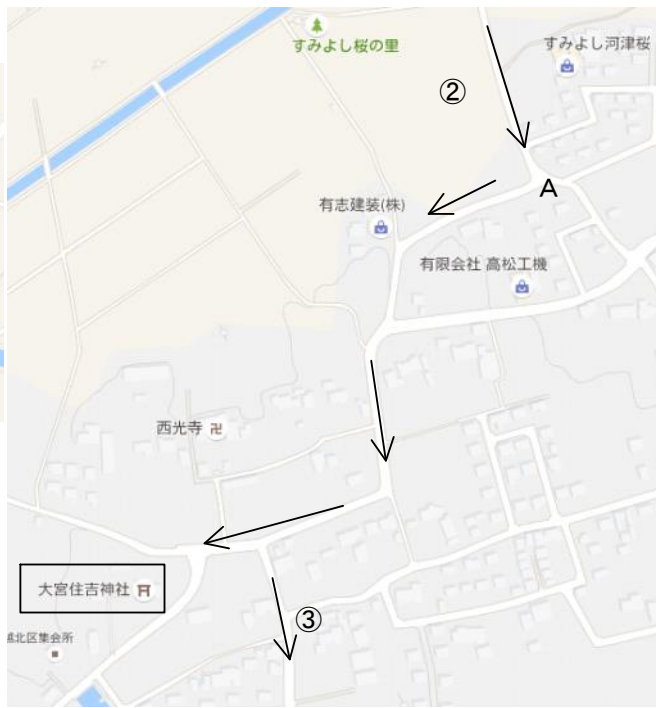 すみよし桜の里
すみよし河津桜
②
A
有志建装(株)
有限会社 高松工機
西光寺
大宮住吉神社
北区集会所
③